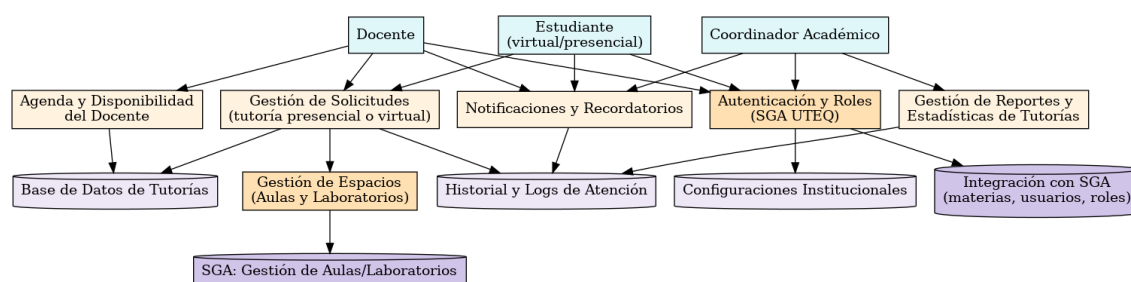 Docente
Estudiante
(virtual/presencial)
Coordinador Académico
Agenda y Disponibilidad
del Docente
Gestión de Solicitudes
(tutoría presencial o virtual)
Notificaciones y Recordatorios
Autenticación y Roles
(SGA UTEQ)
Gestión de Reportes y
Estadísticas de Tutorías
Base de Datos de Tutorías
Gestión de Espacios
(Aulas y Laboratorios)
Historial y Logs de Atención
Configuraciones Institucionales
Integración con SGA
(materias, usuarios, roles)
SGA: Gestión de Aulas/Laboratorios